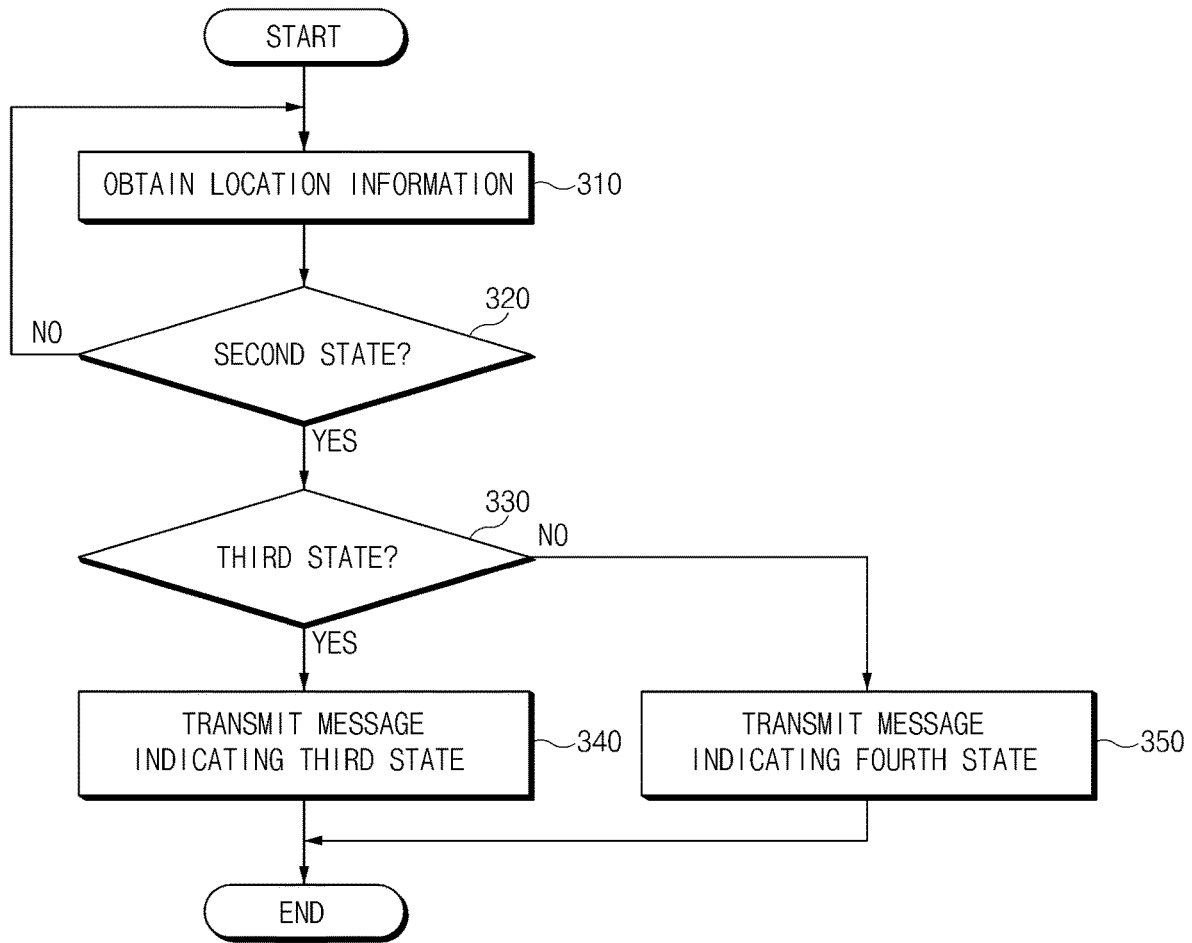 START
OBTAIN LOCATION INFORMATION
310
320
NO
SECOND STATE?
YES
330
NO
THIRD STATE?
YES
TRANSMIT MESSAGE
INDICATING THIRD STATE
340
TRANSMIT MESSAGE
INDICATING FOURTH STATE
350
END